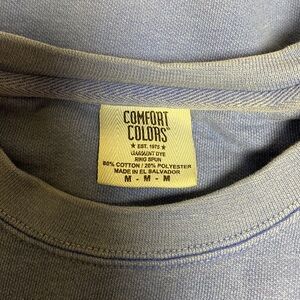 COMFORT
COLORS®
★ EST. 1975 ★
GARMENT DYE
RING SPUN
80% COTTON / 20% POLYESTER
MADE IN EL SALVADOR
M - M - M